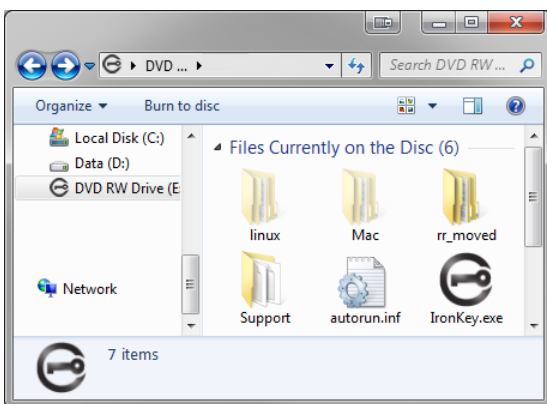 DVD ...
Search DVD RW ...
Organize
Burn to disc
Local Disk (C:)
Data (D:)
DVD RW Drive (E
Network
Files Currently on the Disc (6)
linux
Mac
rr_moved
Support
autorun.inf
IronKey.exe
7 items